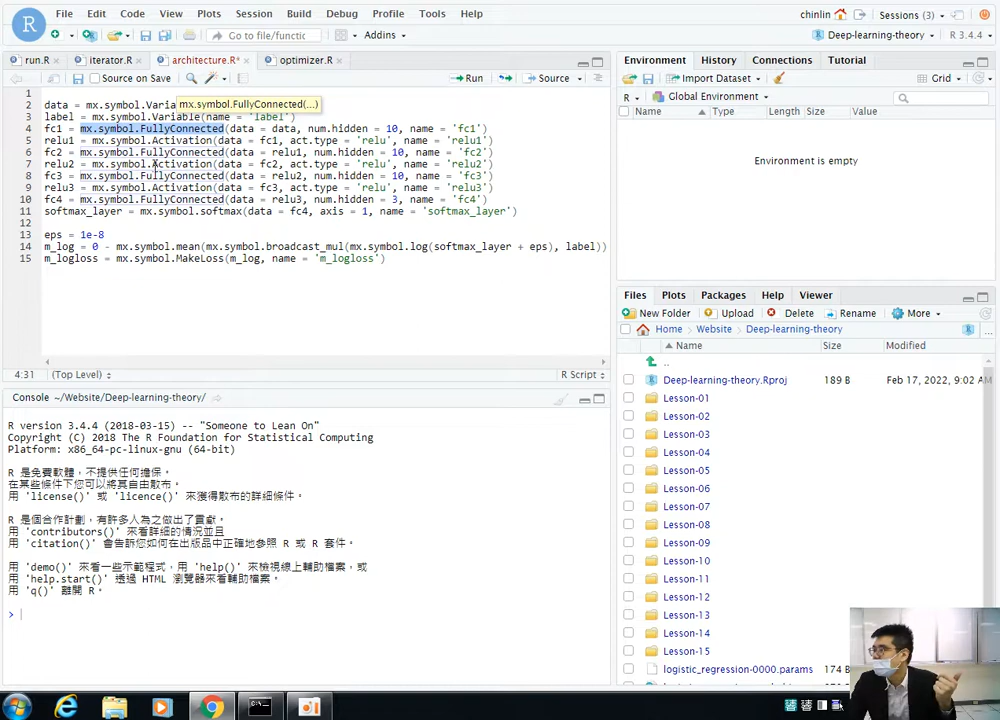 File Edit Code View Plots Session Build Debug Profile Tools Help
chinlin Sessions (3)
Go to file/functic Addins
Deep-learning-theory R 3.4.4
run.R iterator.R architecture.R* optimizer.R
Source on Save Run Source
mx.symbol.FullyConnected(...)
1
2 data = mx.symbol.Varia
3 label = mx.symbol.Variable(name = 'label')
4 fc1 = mx.symbol.FullyConnected(data = data, num.hidden = 10, name = 'fc1')
5 relu1 = mx.symbol.Activation(data = fc1, act.type = 'relu', name = 'relu1')
6 fc2 = mx.symbol.FullyConnected(data = relu1, num.hidden = 10, name = 'fc2')
7 relu2 = mx.symbol.Activation(data = fc2, act.type = 'relu', name = 'relu2')
8 fc3 = mx.symbol.FullyConnected(data = relu2, num.hidden = 10, name = 'fc3')
9 relu3 = mx.symbol.Activation(data = fc3, act.type = 'relu', name = 'relu3')
10 fc4 = mx.symbol.FullyConnected(data = relu3, num.hidden = 3, name = 'fc4')
11 softmax_layer = mx.symbol.softmax(data = fc4, axis = 1, name = 'softmax_layer')
12
13 eps = 1e-8
14 m_log = 0 - mx.symbol.mean(mx.symbol.broadcast_mul(mx.symbol.log(softmax_layer + eps), label))
15 m_logloss = mx.symbol.MakeLoss(m_log, name = 'm_logloss')
4:31 (Top Level) R Script
Console ~/Website/Deep-learning-theory/
R version 3.4.4 (2018-03-15) -- "Someone to Lean On"
Copyright (C) 2018 The R Foundation for Statistical Computing
Platform: x86_64-pc-linux-gnu (64-bit)
R 是免費軟體，不提供任何擔保。
在某些條件下您可以將其自由散布。
用 'license()' 或 'licence()' 來獲得散布的詳細條件。
R 是個合作計劃，有許多人為之做出了貢獻。
用 'contributors()' 來看詳細的情況並且
用 'citation()' 會告訴您如何在出版品中正確地參照 R 或 R 套件。
用 'demo()' 來看一些示範程式，用 'help()' 來檢視線上輔助檔案，或
用 'help.start()' 透過 HTML 瀏覽器來看輔助檔案。
用 'q()' 離開 R。
>
Environment History Connections Tutorial
Import Dataset Grid
R Global Environment
Name Type Length Size Value
Environment is empty
Files Plots Packages Help Viewer
New Folder Upload Delete Rename More
Home Website Deep-learning-theory
Name Size Modified
..
Deep-learning-theory.Rproj 189 B Feb 17, 2022, 9:02 AM
Lesson-01
Lesson-02
Lesson-03
Lesson-04
Lesson-05
Lesson-06
Lesson-07
Lesson-08
Lesson-09
Lesson-10
Lesson-11
Lesson-12
Lesson-13
Lesson-14
Lesson-15
logistic_regression-0000.params 174 B